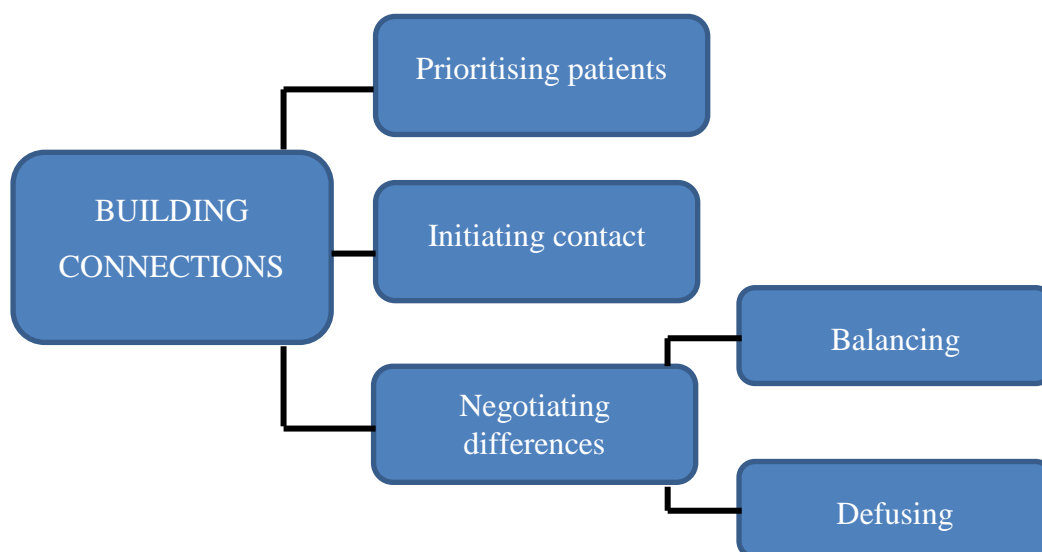 Prioritising patients
BUILDING
CONNECTIONS
Initiating contact
Negotiating
differences
Balancing
Defusing